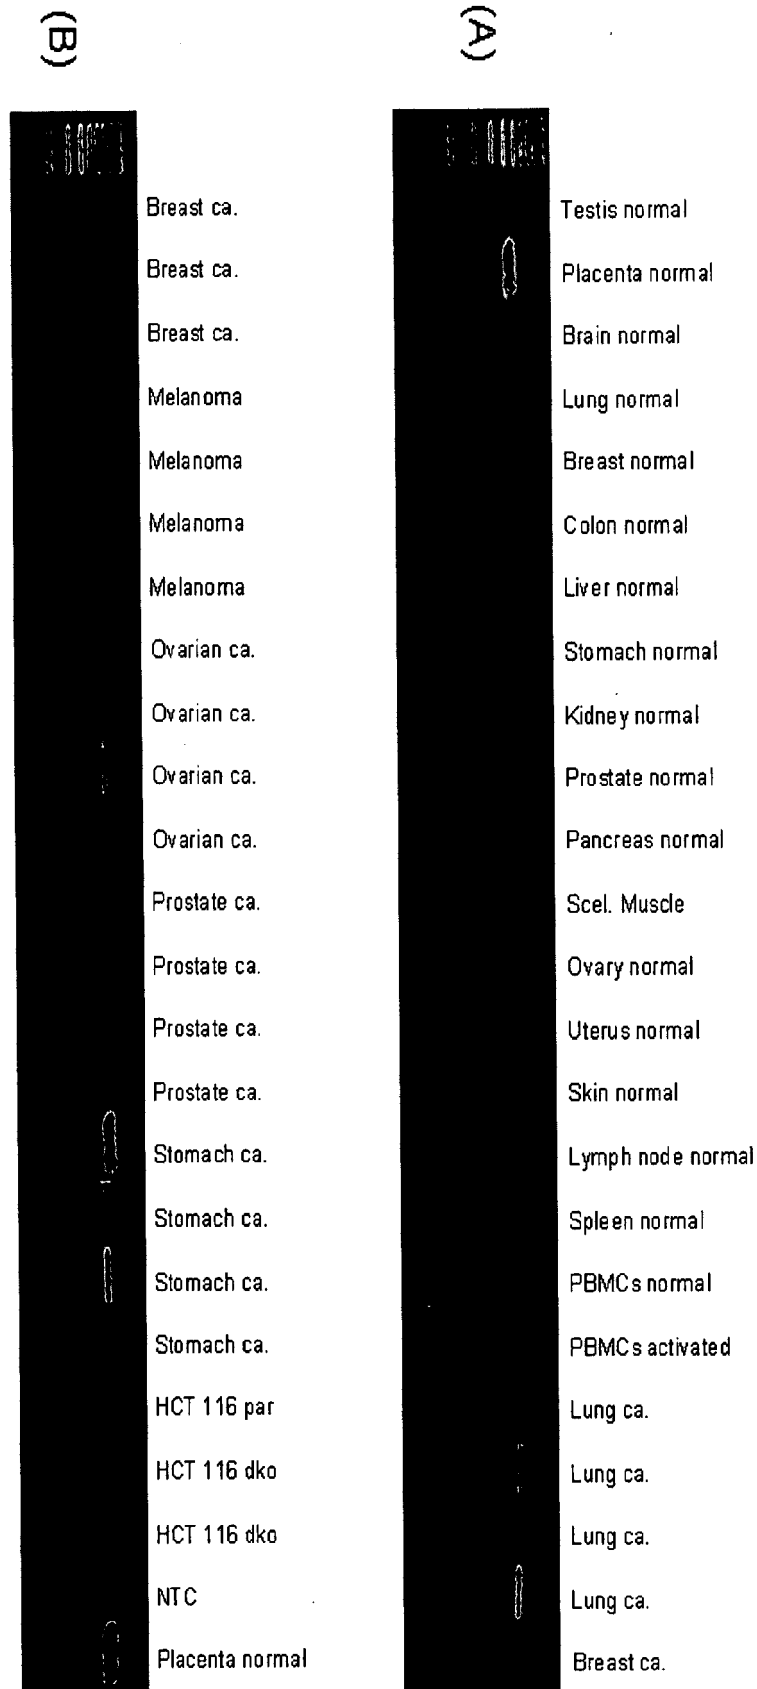 (A)
Testis normal
Placenta normal
Brain normal
Lung normal
Breast normal
Colon normal
Liver normal
Stomach normal
Kidney normal
Prostate normal
Pancreas normal
Scel. Muscle
Ovary normal
Uterus normal
Skin normal
Lymph node normal
Spleen normal
PBMCs normal
PBMCs activated
Lung ca.
Lung ca.
Lung ca.
Lung ca.
Breast ca.
(B)
Breast ca.
Breast ca.
Breast ca.
Melanoma
Melanoma
Melanoma
Melanoma
Ovarian ca.
Ovarian ca.
Ovarian ca.
Ovarian ca.
Prostate ca.
Prostate ca.
Prostate ca.
Prostate ca.
Stomach ca.
Stomach ca.
Stomach ca.
Stomach ca.
HCT 116 par
HCT 116 dko
HCT 116 dko
NTC
Placenta normal